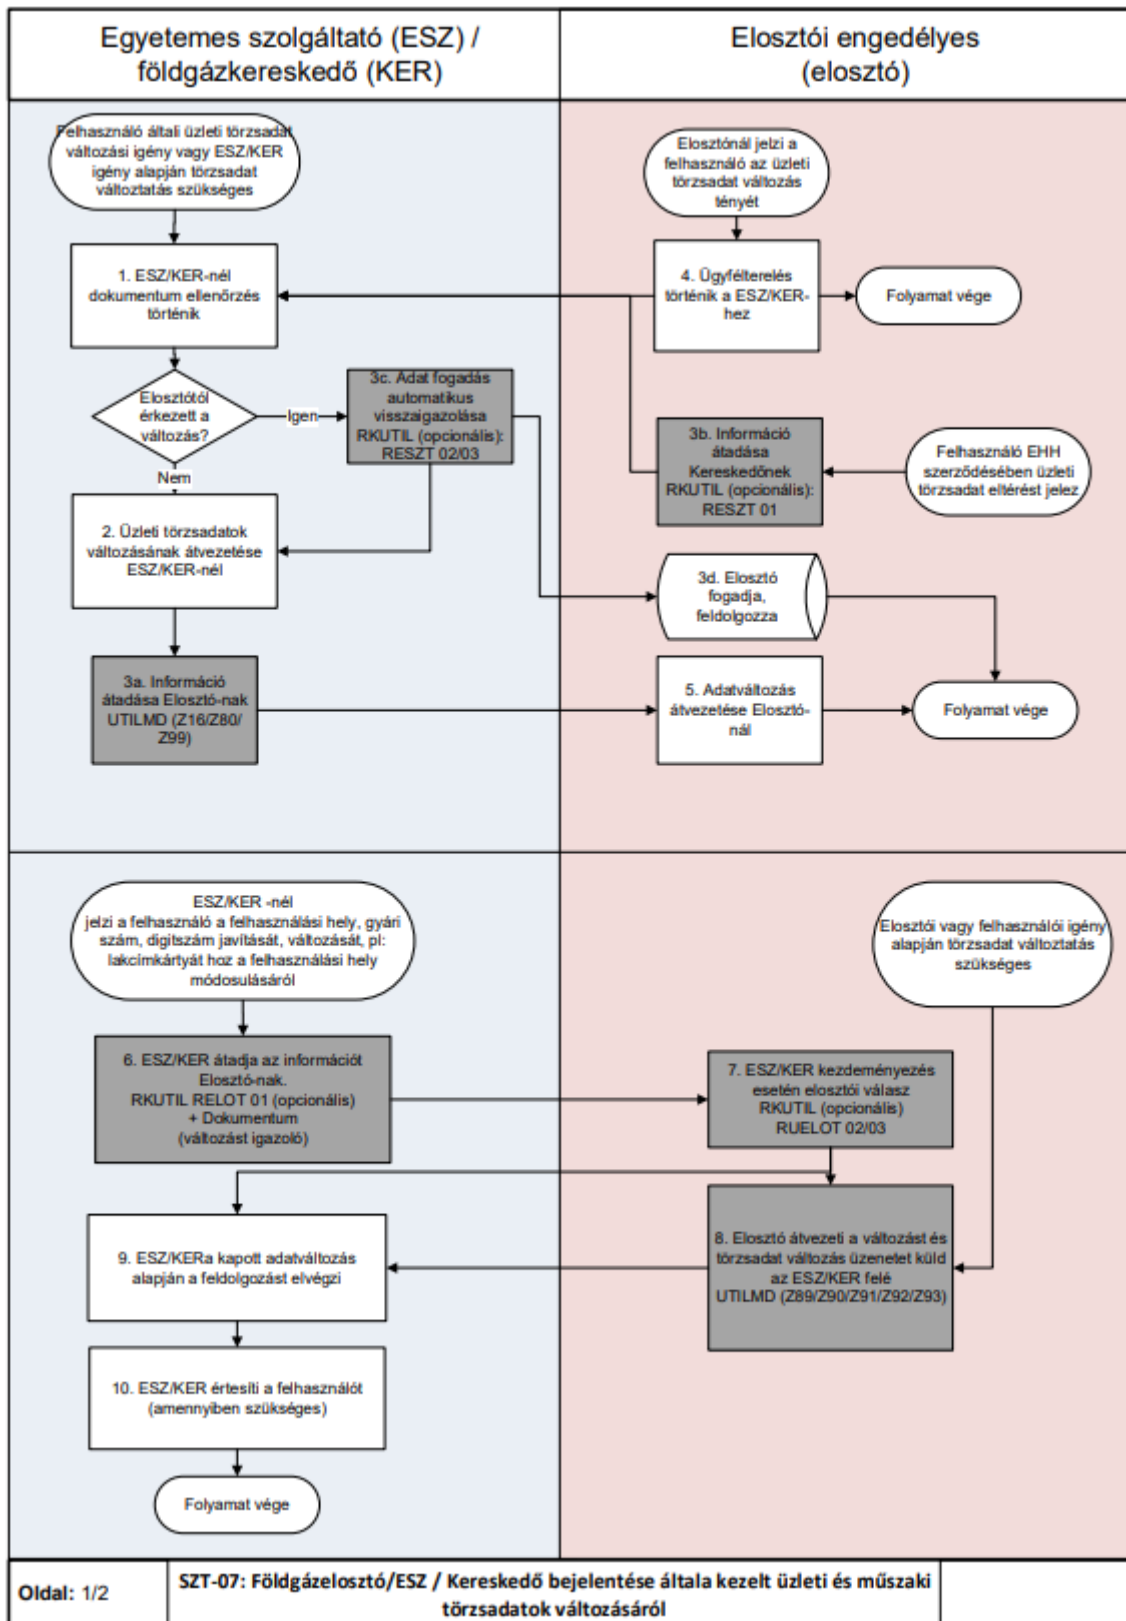 Egyetemes szolgáltató (ESZ) /
földgázkereskedő (KER)
Elosztói engedélyes
(elosztó)
Felhasználó általi üzleti törzsadat
változási igény vagy ESZ/KER
igény alapján törzsadat
változtatás szükséges
Elosztónál jelzi a
felhasználó az üzleti
törzsadat változás
tényét
1. ESZ/KER-nél
dokumentum ellenőrzés
történik
4. Ügyfélterelés
történik a ESZ/KER-
hez
Folyamat vége
Elosztótól
érkezett a
változás?
Igen
Nem
3c. Adat fogadás
automatikus
visszaigazolása
RKUTIL (opcionális):
RESZT 02/03
3b. Információ
átadása
Kereskedőnek
RKUTIL (opcionális):
RESZT 01
Felhasználó EHH
szerződésében üzleti
törzsadat eltérést jelez
2. Üzleti törzsadatok
változásának átvezetése
ESZ/KER-nél
3d. Elosztó
fogadja,
feldolgozza
3a. Információ
átadása Elosztó-nak
UTILMD (Z16/Z80/
Z99)
5. Adatváltozás
átvezetése Elosztó-
nál
Folyamat vége
ESZ/KER -nél
jelzi a felhasználó a felhasználási hely, gyári
szám, digitszám javítását, változását, pl:
lakcímkártyát hoz a felhasználási hely
módosulásáról
Elosztói vagy felhasználói igény
alapján törzsadat változtatás
szükséges
6. ESZ/KER átadja az információt
Elosztó-nak.
RKUTIL RELOT 01 (opcionális)
+ Dokumentum
(változást igazoló)
7. ESZ/KER kezdeményezés
esetén elosztói válasz
RKUTIL (opcionális)
RUELOT 02/03
9. ESZ/KERa kapott adatváltozás
alapján a feldolgozást elvégzi
8. Elosztó átvezeti a változást és
törzsadat változás üzenetet küld
az ESZ/KER felé
UTILMD (Z89/Z90/Z91/Z92/Z93)
10. ESZ/KER értesíti a felhasználót
(amennyiben szükséges)
Folyamat vége
Oldal: 1/2
SZT-07: Földgázelosztó/ESZ / Kereskedő bejelentése általa kezelt üzleti és műszaki
törzsadatok változásáról